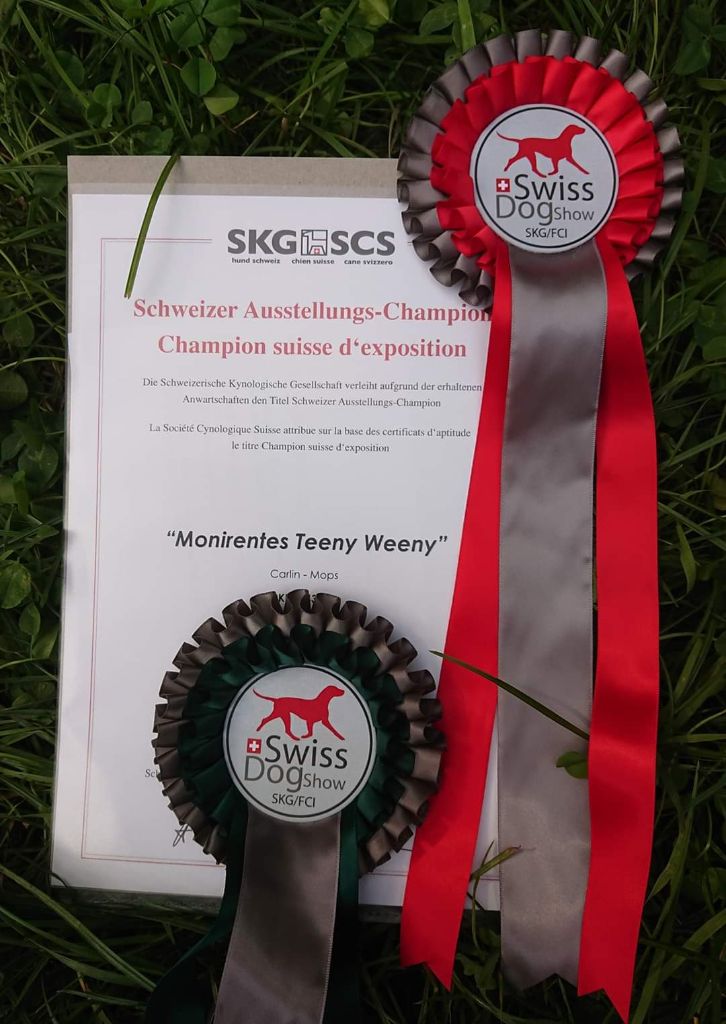 Swiss
Dog Show
SKG/FCI
SKG SCS
hund schweiz chien suisse cane svizzero
Schweizer Ausstellungs-Champion
Champion suisse d'exposition
Die Schweizerische Kynologische Gesellschaft verleiht aufgrund der erhaltenen
Anwartschaften den Titel Schweizer Ausstellungs-Champion
La Société Cynologique Suisse attribue sur la base des certificats d'aptitude
le titre Champion suisse d'exposition
"Monirentes Teeny Weeny"
Carlin - Mops
Swiss
Dog Show
SKG/FCI